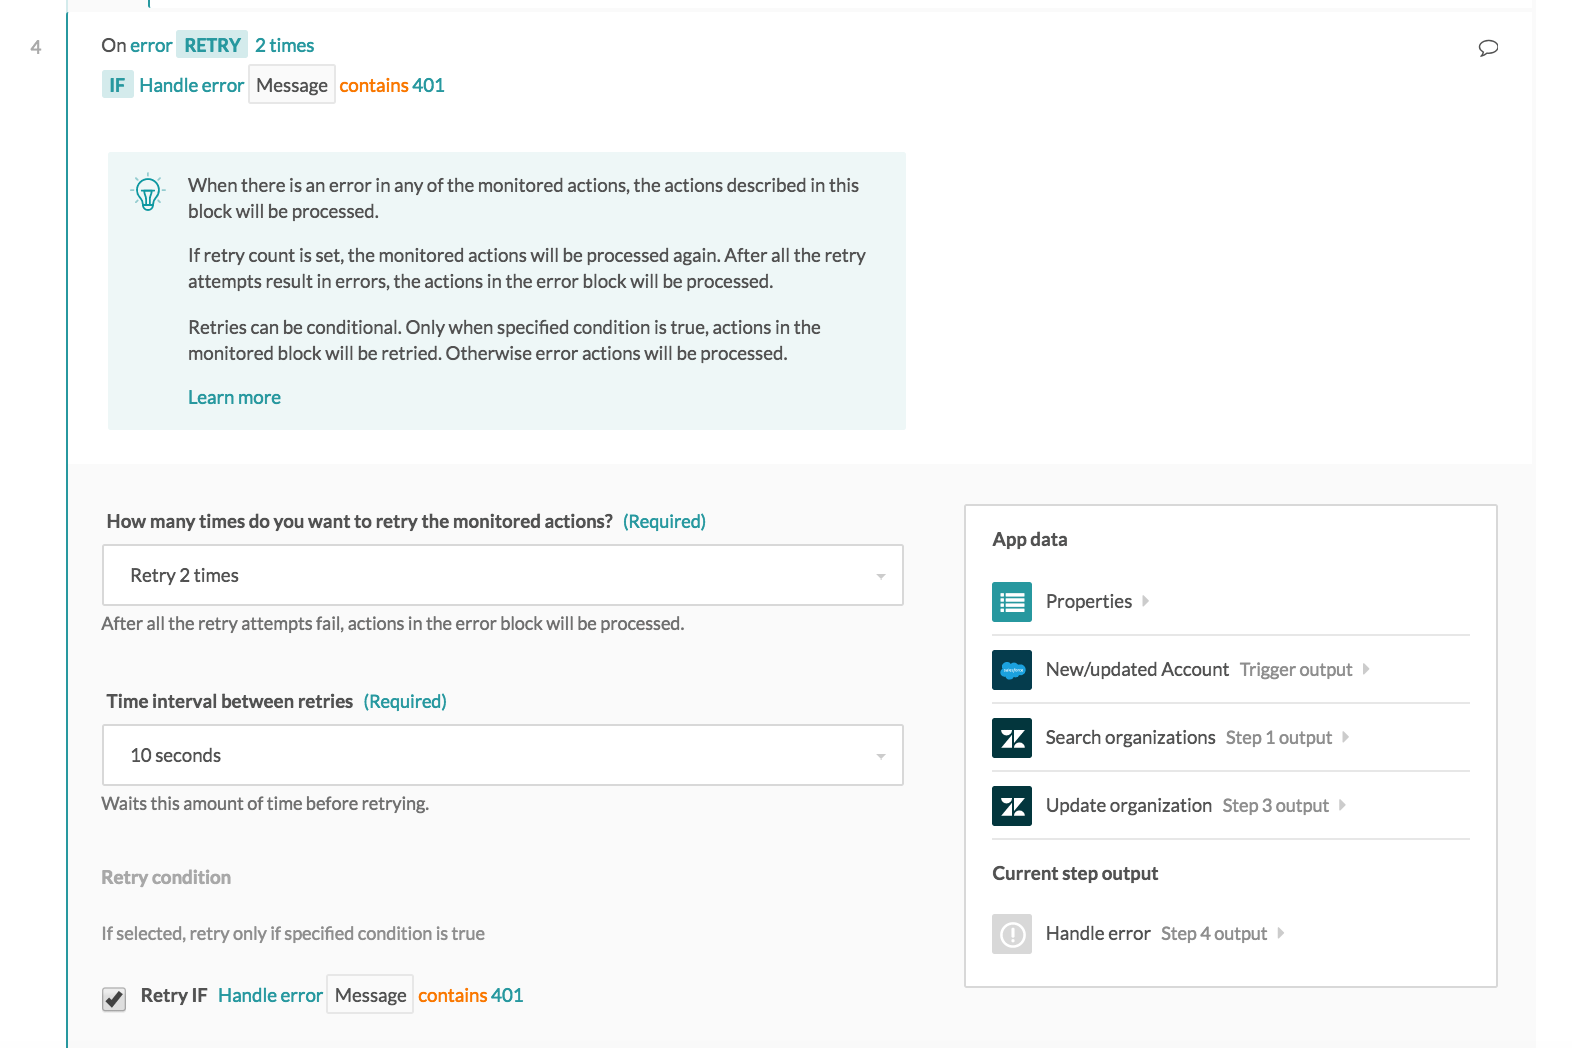 4
On error RETRY 2 times
IF Handle error Message contains 401
When there is an error in any of the monitored actions, the actions described in this
block will be processed.
If retry count is set, the monitored actions will be processed again. After all the retry
attempts result in errors, the actions in the error block will be processed.
Retries can be conditional. Only when specified condition is true, actions in the
monitored block will be retried. Otherwise error actions will be processed.
Learn more
How many times do you want to retry the monitored actions? (Required)
Retry 2 times
After all the retry attempts fail, actions in the error block will be processed.
Time interval between retries (Required)
10 seconds
Waits this amount of time before retrying.
Retry condition
If selected, retry only if specified condition is true
Retry IF Handle error Message contains 401
App data
Properties
New/updated Account Trigger output
Search organizations Step 1 output
Update organization Step 3 output
Current step output
Handle error Step 4 output